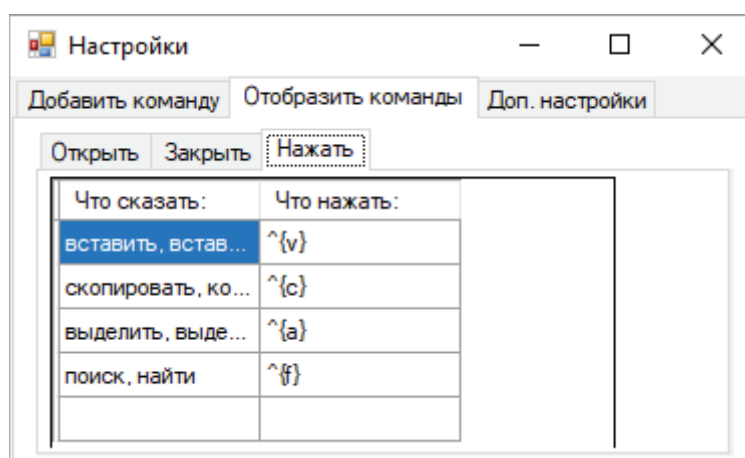 Настройки
Добавить команду Отобразить команды Доп. настройки
Открыть Закрыть Нажать
Что сказать: Что нажать:
вставить, встав... ^{v}
скопировать, ко... ^{c}
выделить, выде... ^{a}
поиск, найти ^{f}